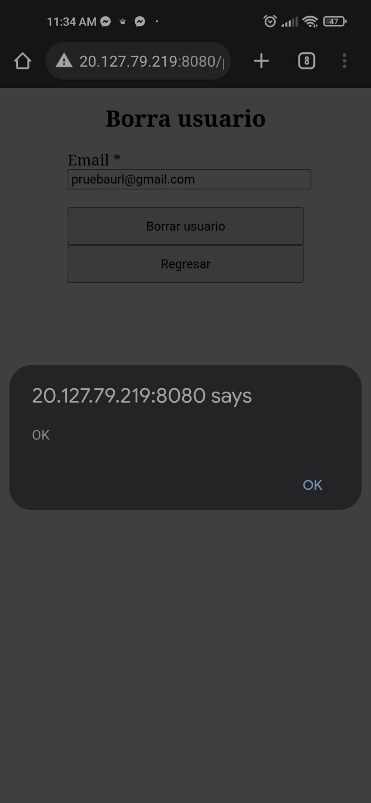 11:34 AM
47
20.127.79.219:8080/
8
Borra usuario
Email *
pruebaurl@gmail.com
Borrar usuario
Regresar
20.127.79.219:8080 says
OK
OK